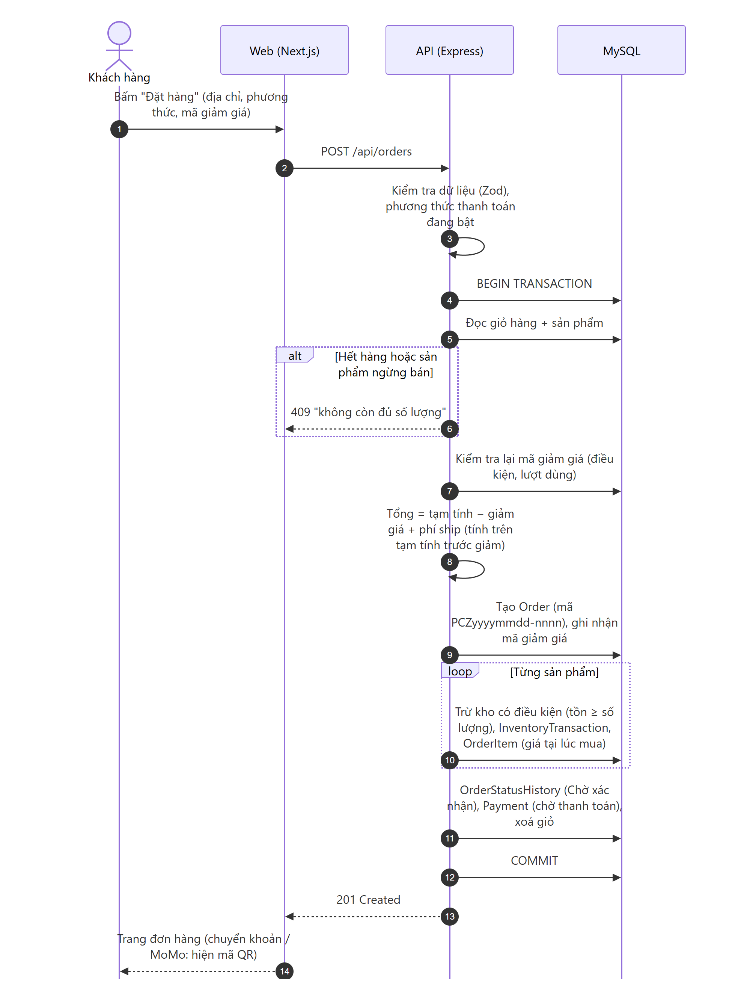 Web (Next.js)
API (Express)
MySQL
Khách hàng
Bấm "Đặt hàng" (địa chỉ, phương
thức, mã giảm giá)
1
POST /api/orders
2
Kiểm tra dữ liệu (Zod),
phương thức thanh toán
đang bật
3
BEGIN TRANSACTION
4
Đọc giỏ hàng + sản phẩm
5
alt
[Hết hàng hoặc sản
phẩm ngừng bán]
409 "không còn đủ số lượng"
6
Kiểm tra lại mã giảm giá (điều
kiện, lượt dùng)
7
Tổng = tạm tính − giảm
giá + phí ship (tính trên
tạm tính trước giảm)
8
Tạo Order (mã
PCZyyyymmdd-nnnn), ghi nhận
mã giảm giá
9
loop
[Từng sản phẩm]
Trừ kho có điều kiện (tồn ≥ số
lượng), InventoryTransaction,
OrderItem (giá tại lúc mua)
10
OrderStatusHistory (Chờ xác
nhận), Payment (chờ thanh toán),
xoá giỏ
11
COMMIT
12
201 Created
13
Trang đơn hàng (chuyển khoản /
MoMo: hiện mã QR)
14